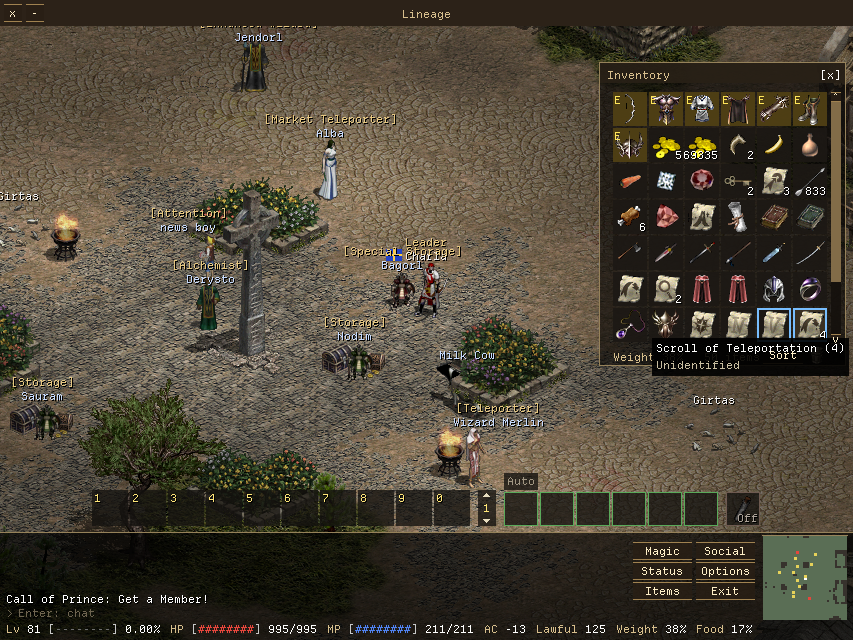 x - Lineage
Jendorl
Inventory [x]
E E E E E E
[Market Teleporter]
Alba
E
569835 2
2 3 833
Girtas
[Attention]
news boy
6
Leader
[Special Storage]
Charly
Baqorl
[Alchemist]
Derysto
2
[Storage]
Nodim
4
Scroll of Teleportation (4)
Sort
Unidentified
Weight
Milk Cow
[Storage]
Sauram
Girtas
[Teleporter]
Wizard Merlin
Auto
1 2 3 4 5 6 7 8 9 0
1
Off
Magic Social
Status Options
Items Exit
Call of Prince: Get a Member!
> Enter: chat
Lv 81 [--------] 0.00% HP [########] 995/995 MP [########] 211/211 AC -13 Lawful 125 Weight 38% Food 17%